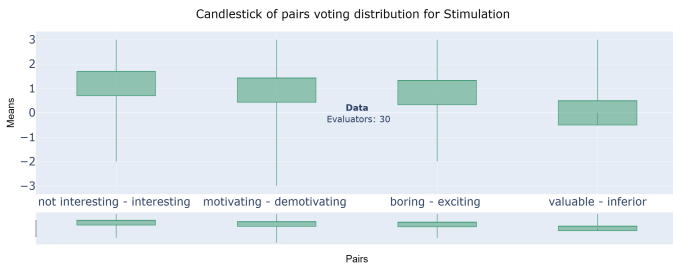 Candlestick of pairs voting distribution for Stimulation
Means
3
2
1
0
−1
−2
−3
Data
Evaluators: 30
not interesting - interesting
motivating - demotivating
boring - exciting
valuable - inferior
Pairs